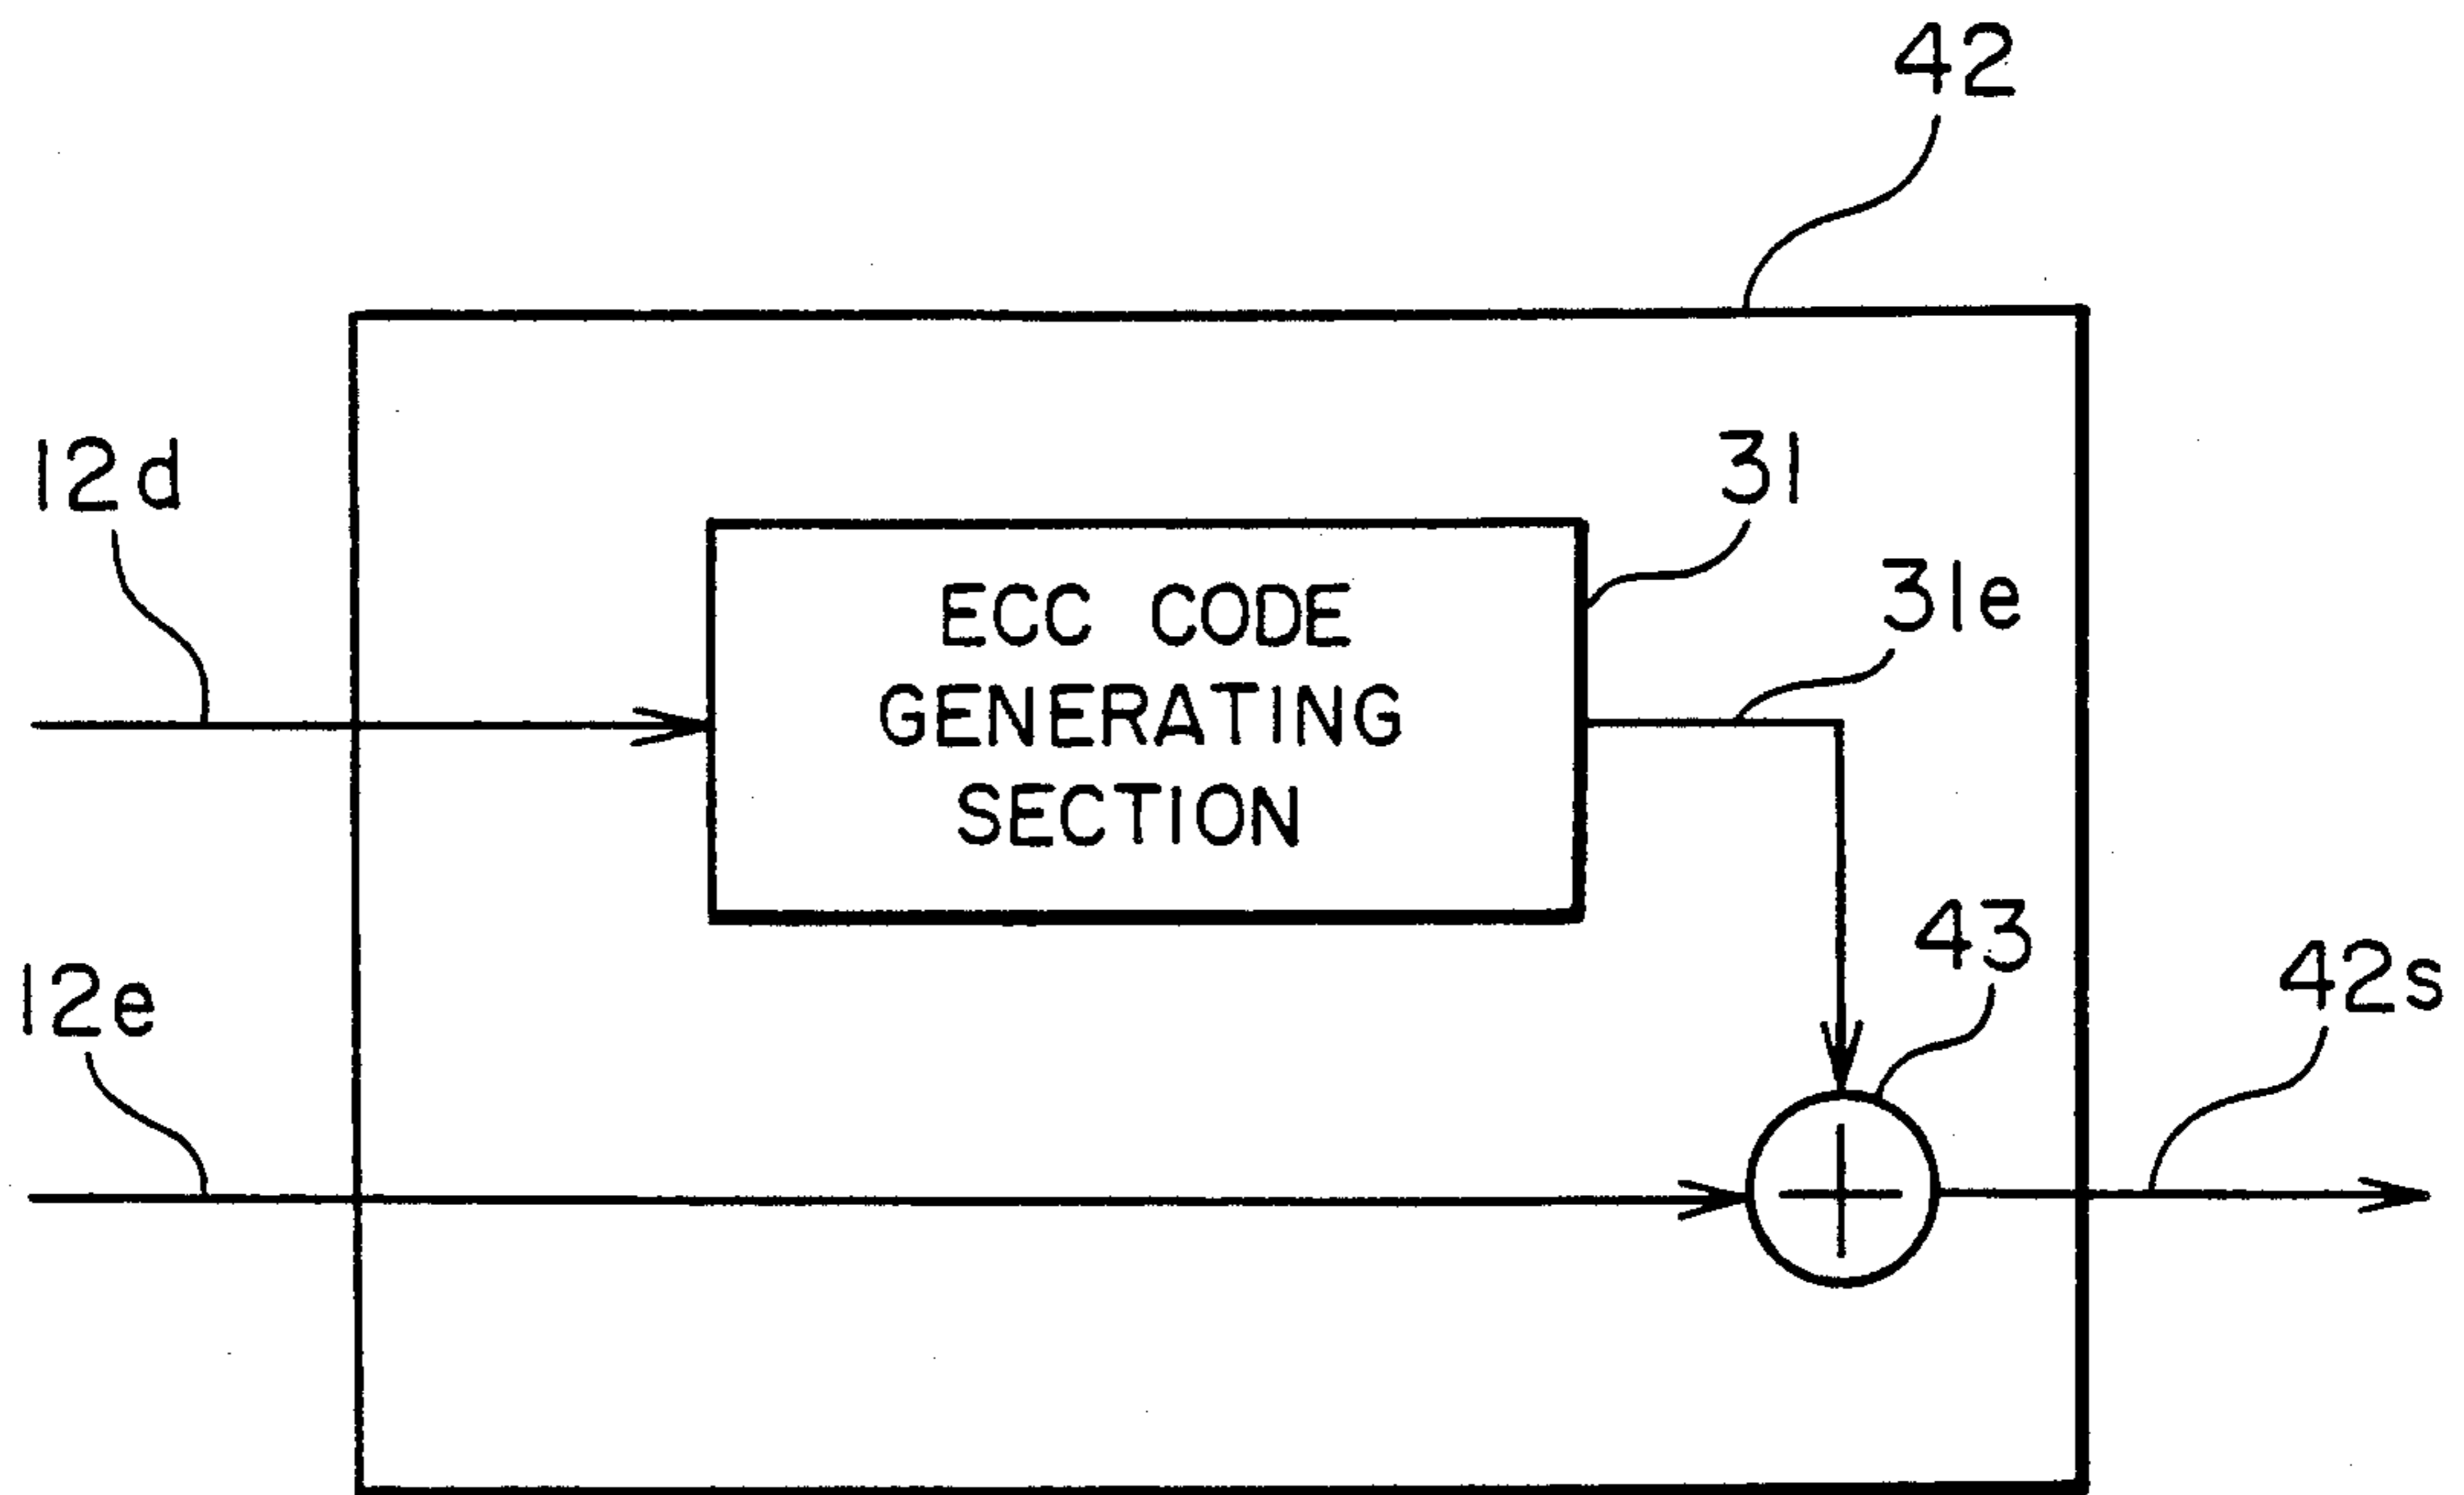 42
12d
31
ECC CODE
GENERATING
SECTION
31e
43
42s
12e